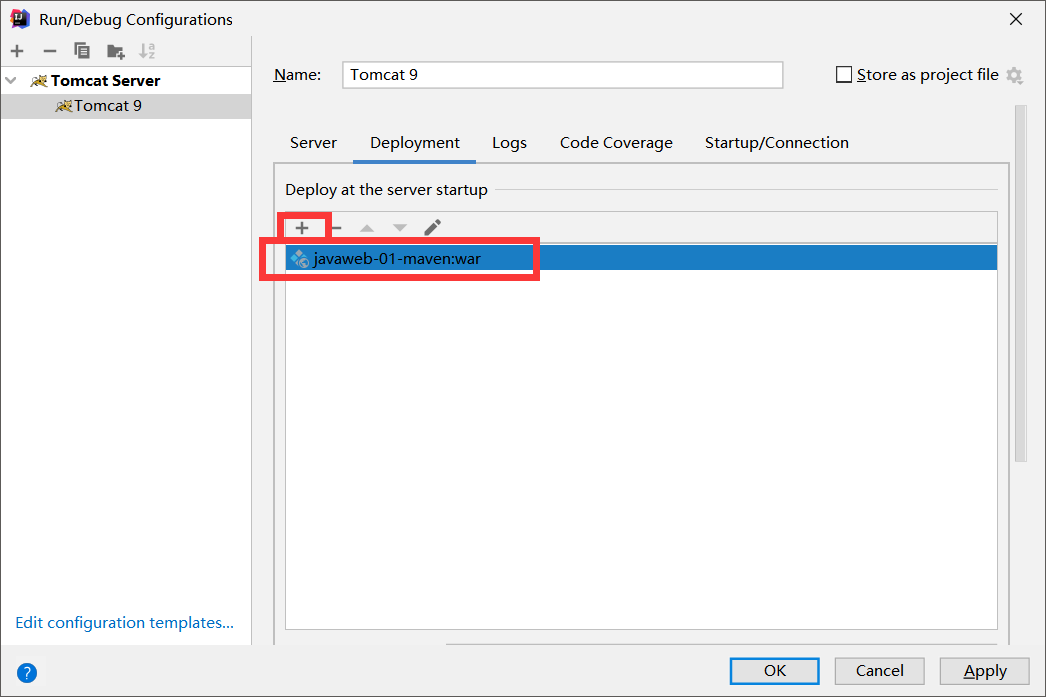 Run/Debug Configurations
Tomcat Server
Tomcat 9
Edit configuration templates...
Name: Tomcat 9 Store as project file
Server Deployment Logs Code Coverage Startup/Connection
Deploy at the server startup
javaweb-01-maven:war
? OK Cancel Apply